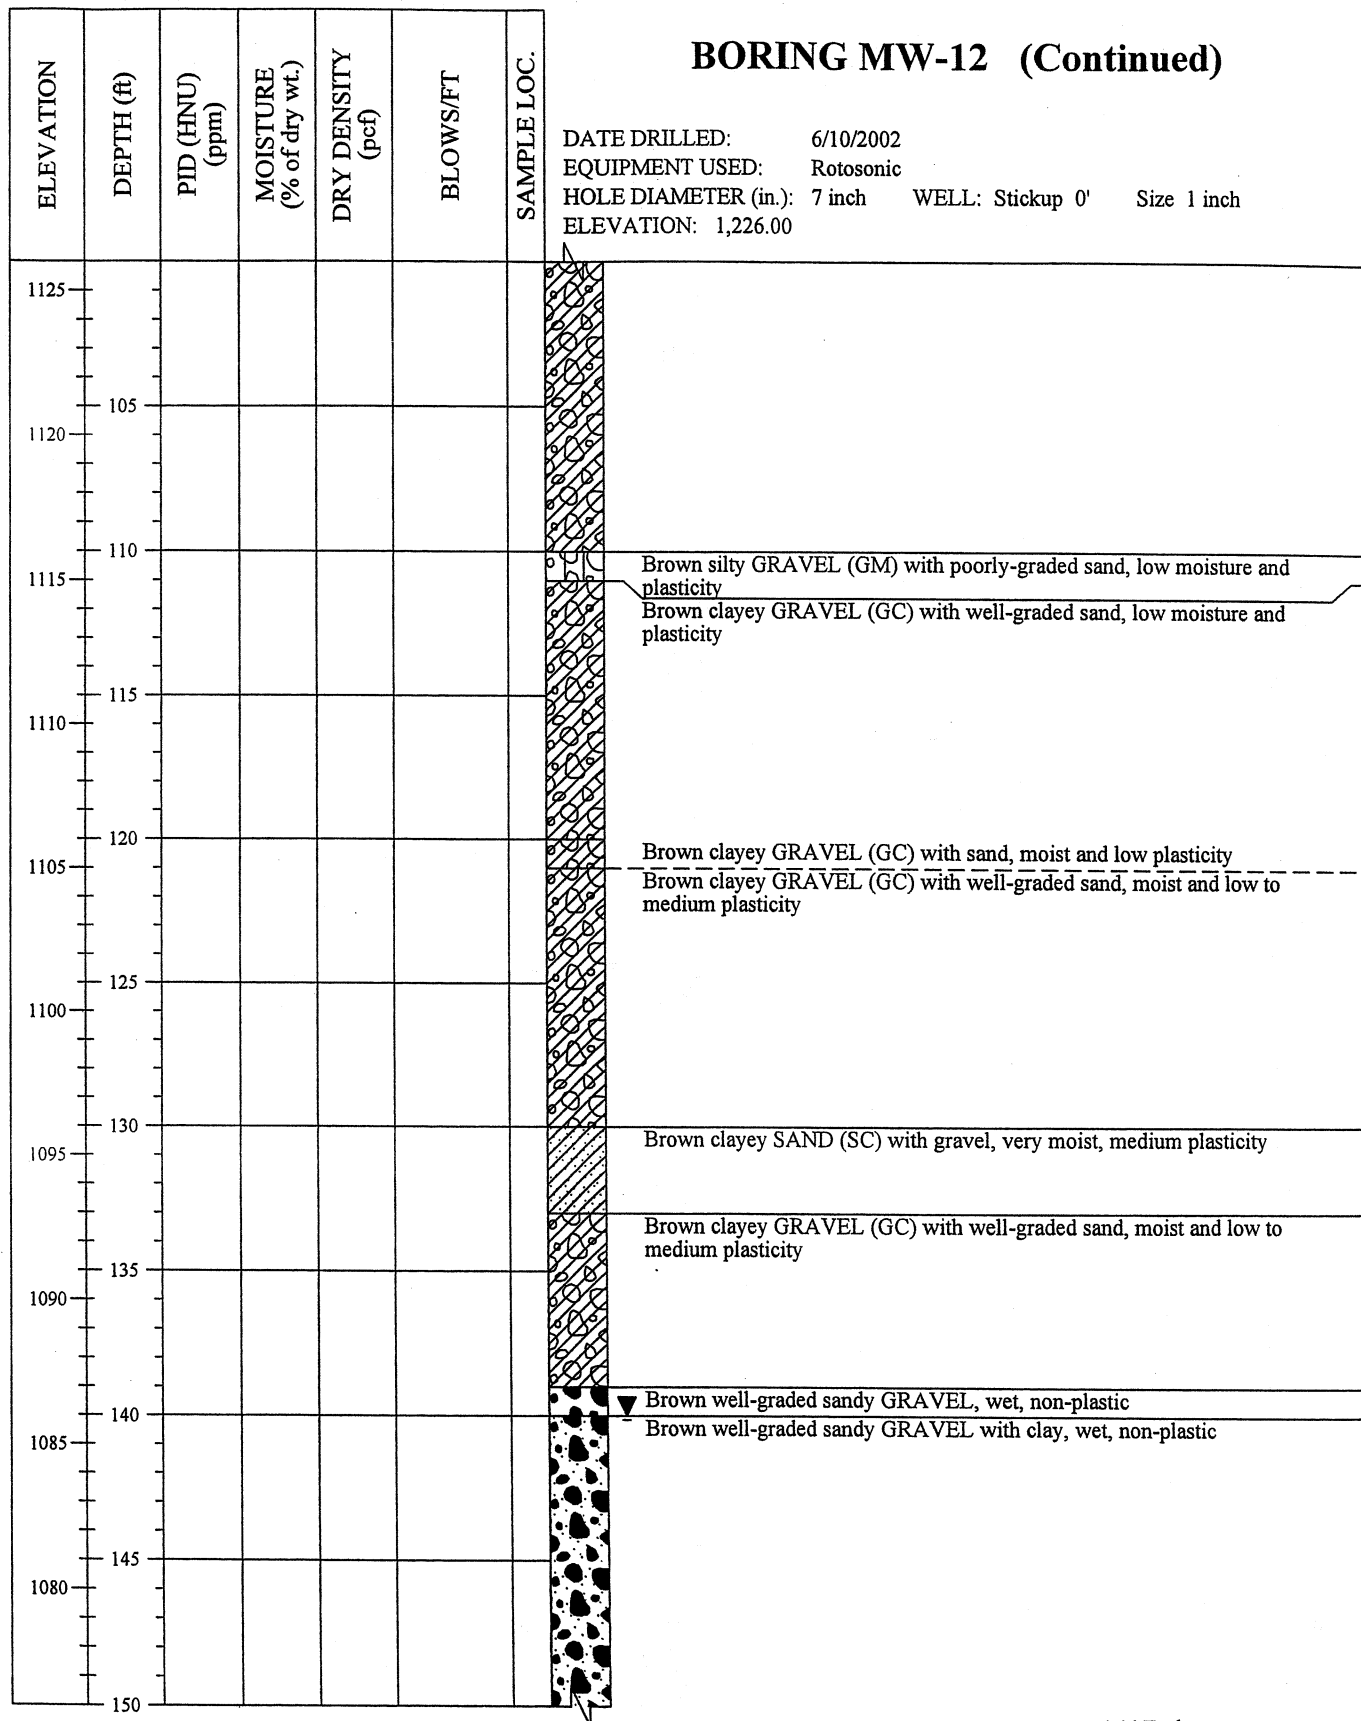 BORING MW-12 (Continued)
ELEVATION
DEPTH (ft)
PID (HNU)
(ppm)
MOISTURE
(% of dry wt.)
DRY DENSITY
(pcf)
BLOWS/FT
SAMPLE LOC.
DATE DRILLED: 6/10/2002
EQUIPMENT USED: Rotosonic
HOLE DIAMETER (in.): 7 inch WELL: Stickup 0' Size 1 inch
ELEVATION: 1,226.00
1125
105
1120
110
Brown silty GRAVEL (GM) with poorly-graded sand, low moisture and
plasticity
1115
Brown clayey GRAVEL (GC) with well-graded sand, low moisture and
plasticity
115
1110
120
Brown clayey GRAVEL (GC) with sand, moist and low plasticity
1105
Brown clayey GRAVEL (GC) with well-graded sand, moist and low to
medium plasticity
125
1100
130
Brown clayey SAND (SC) with gravel, very moist, medium plasticity
1095
Brown clayey GRAVEL (GC) with well-graded sand, moist and low to
medium plasticity
135
1090
Brown well-graded sandy GRAVEL, wet, non-plastic
140
Brown well-graded sandy GRAVEL with clay, wet, non-plastic
1085
145
1080
150